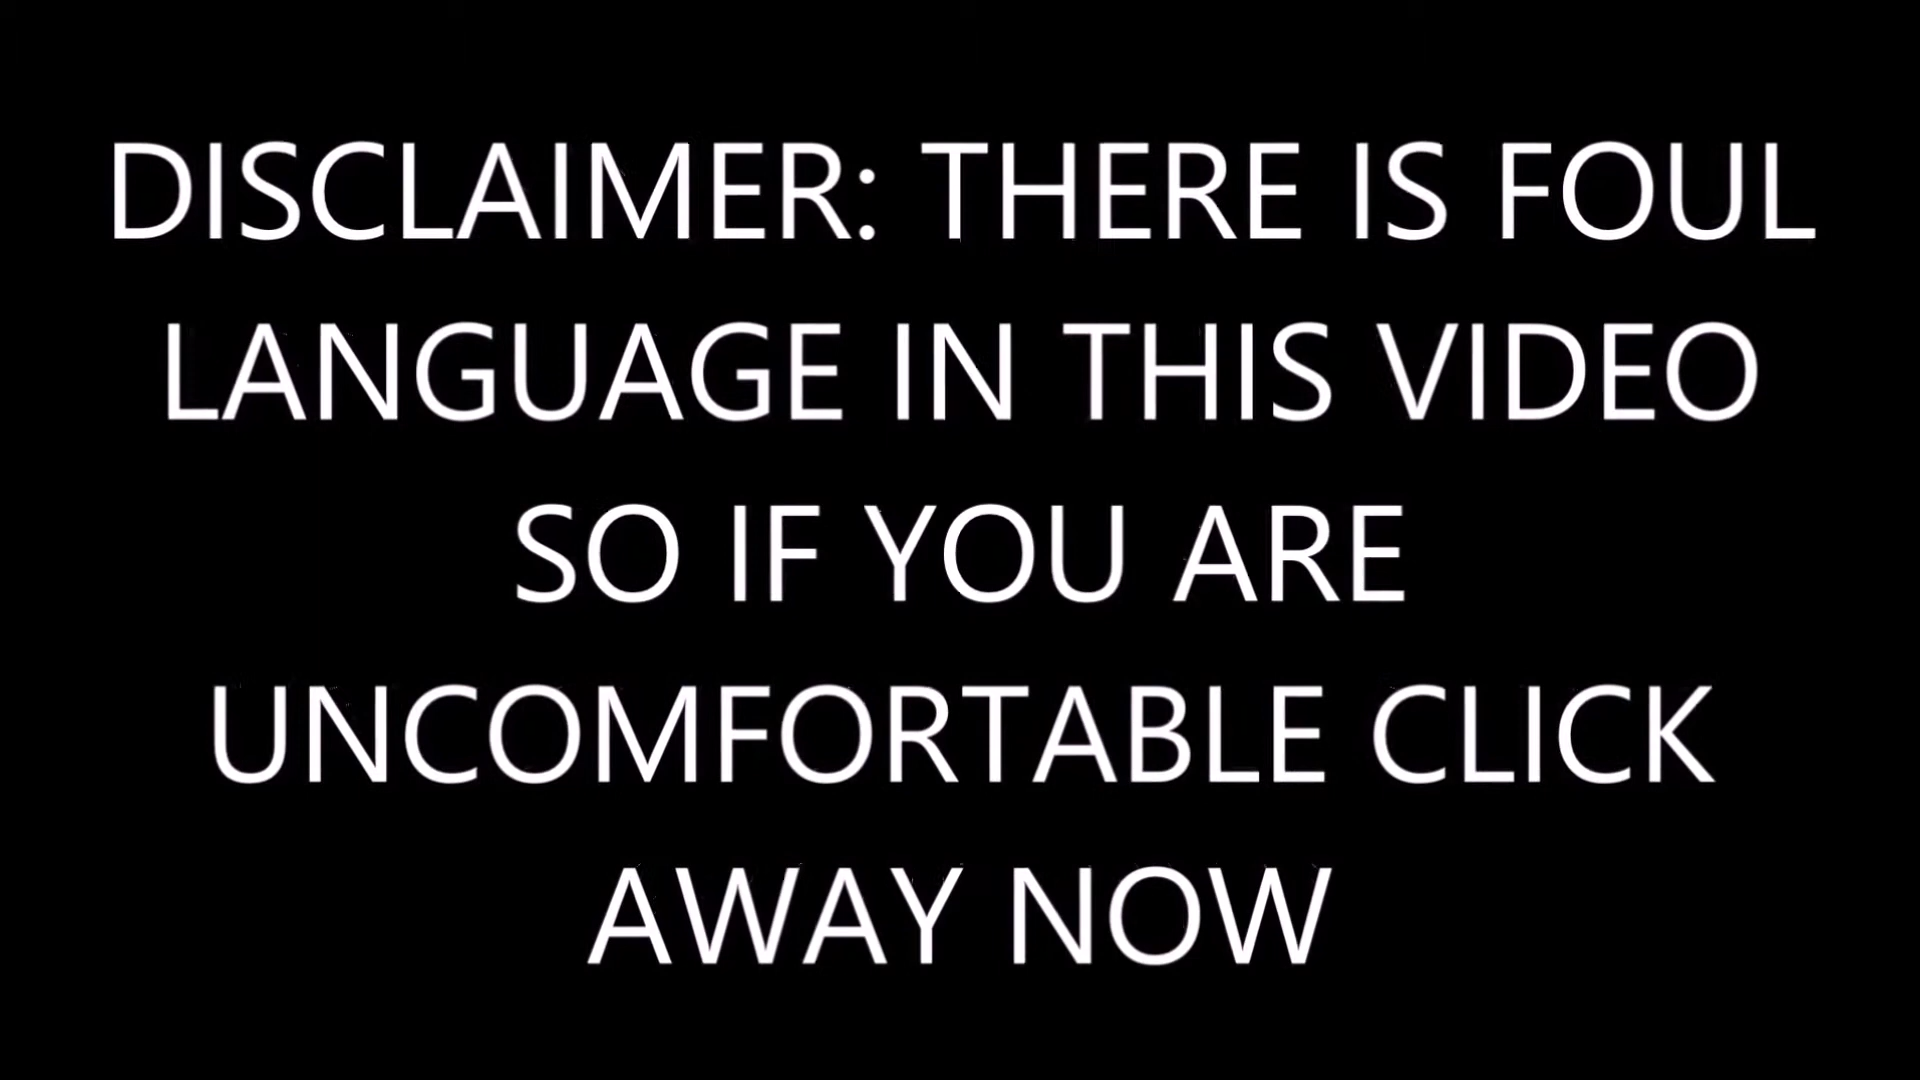 DISCLAIMER: THERE IS FOUL
LANGUAGE IN THIS VIDEO
SO IF YOU ARE
UNCOMFORTABLE CLICK
AWAY NOW